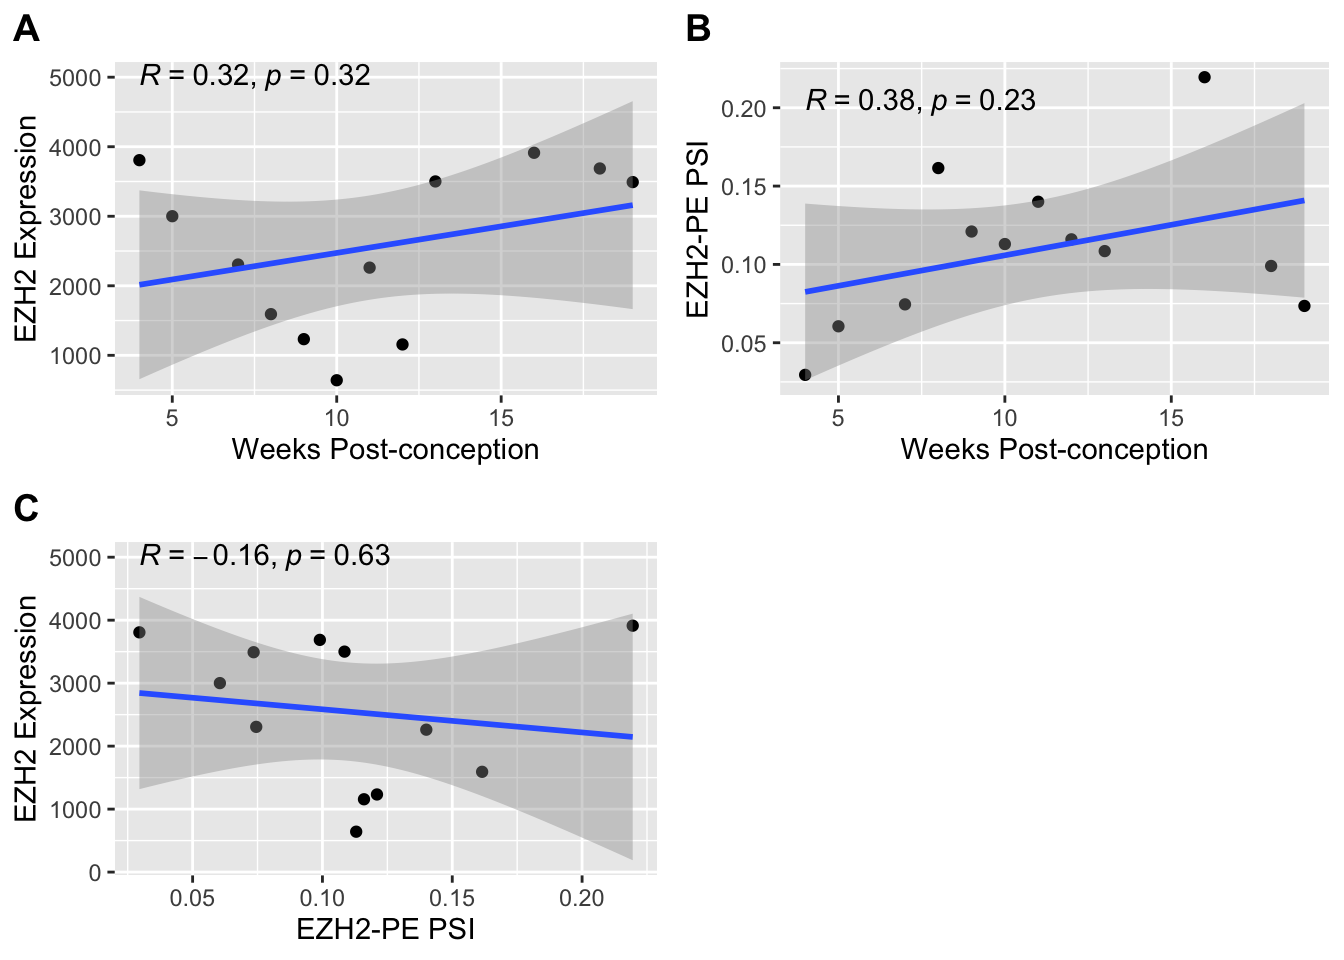 A
R = 0.32, p = 0.32
5000
4000
3000
2000
1000
EZH2 Expression
5 10 15
Weeks Post-conception
B
R = 0.38, p = 0.23
0.20
0.15
0.10
0.05
EZH2-PE PSI
5 10 15
Weeks Post-conception
C
R = −0.16, p = 0.63
5000
4000
3000
2000
1000
0
EZH2 Expression
0.05 0.10 0.15 0.20
EZH2-PE PSI